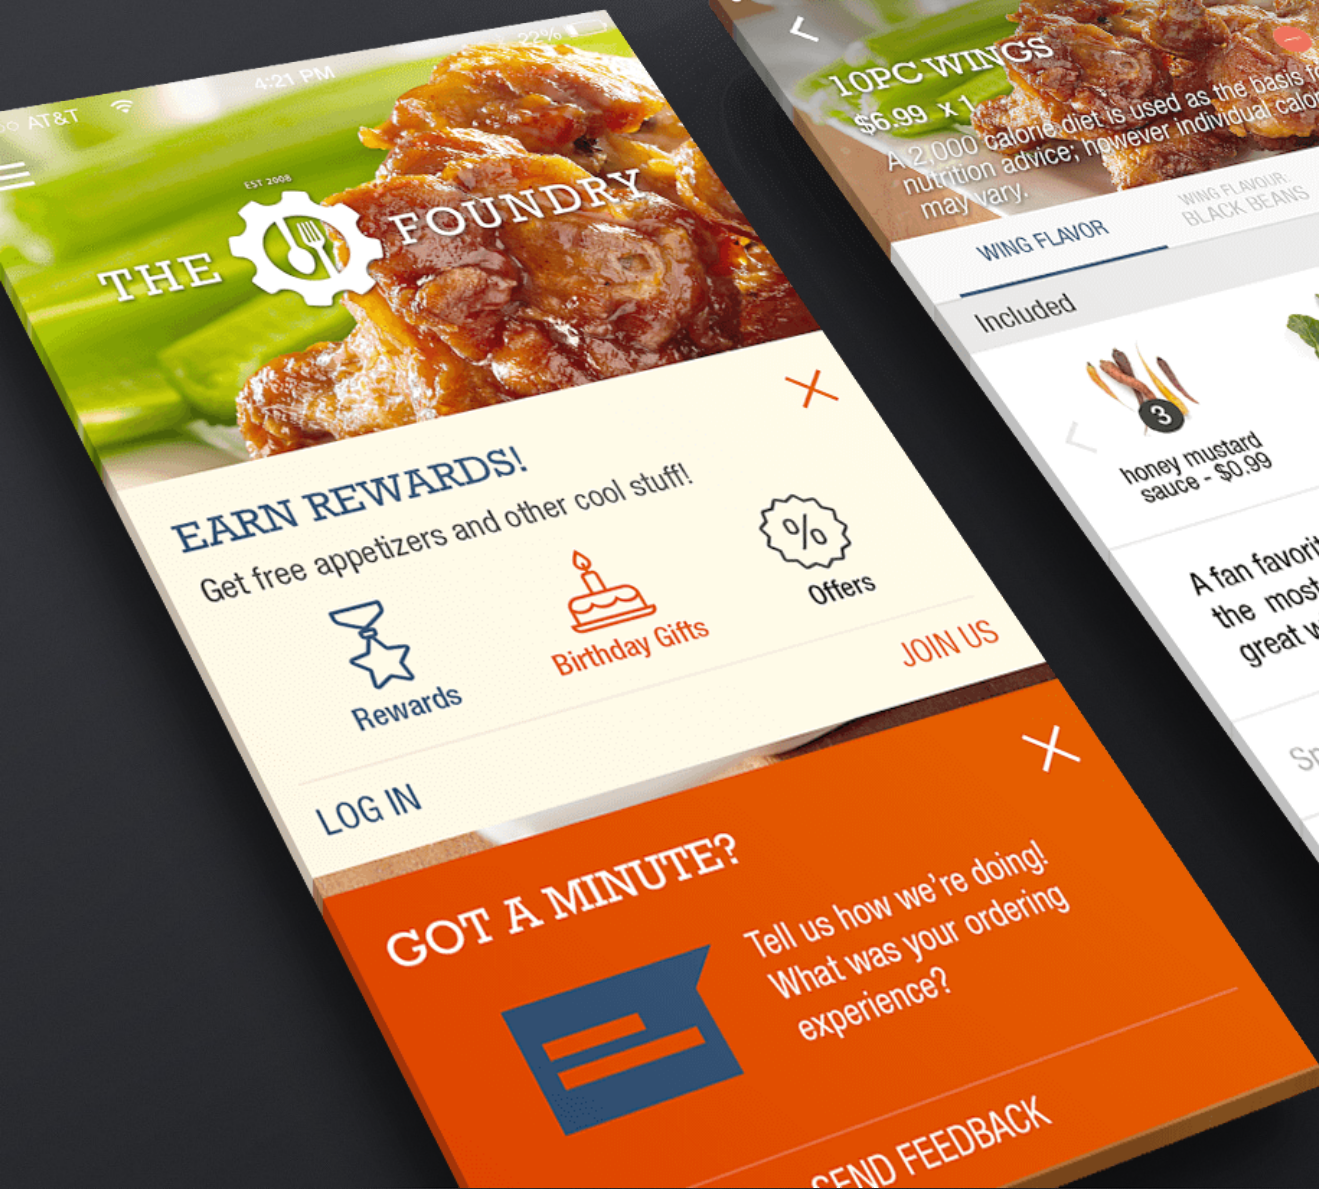 AT&T
4:21 PM
22%
EST 2008
THE FOUNDRY
EARN REWARDS!
Get free appetizers and other cool stuff!
Rewards
Birthday Gifts
Offers
LOG IN
JOIN US
GOT A MINUTE?
Tell us how we're doing!
What was your ordering
experience?
SEND FEEDBACK
10PC WINGS
$6.99 x 1
A 2,000 calorie diet is used as the basis
nutrition advice; however individual
may vary.
WING FLAVOR
WING FLAVOUR:
BLACK BEANS
Included
3
honey mustard
sauce - $0.99
A fan
the most
great